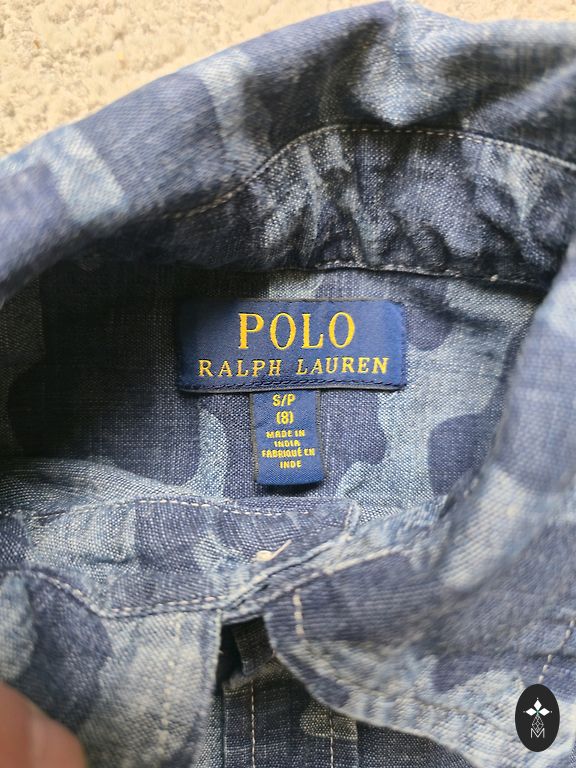 POLO
RALPH LAUREN
S/P
(8)
MADE IN
INDIA
FABRIQUÉ EN
INDE
M